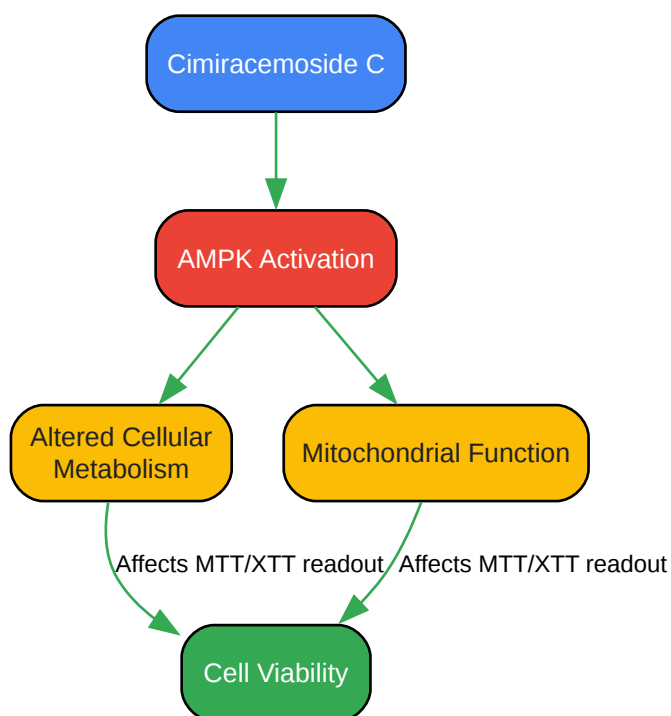 Cimiracemoside C
AMPK Activation
Altered Cellular
Metabolism
Mitochondrial Function
Affects MTT/XTT readout
Affects MTT/XTT readout
Cell Viability